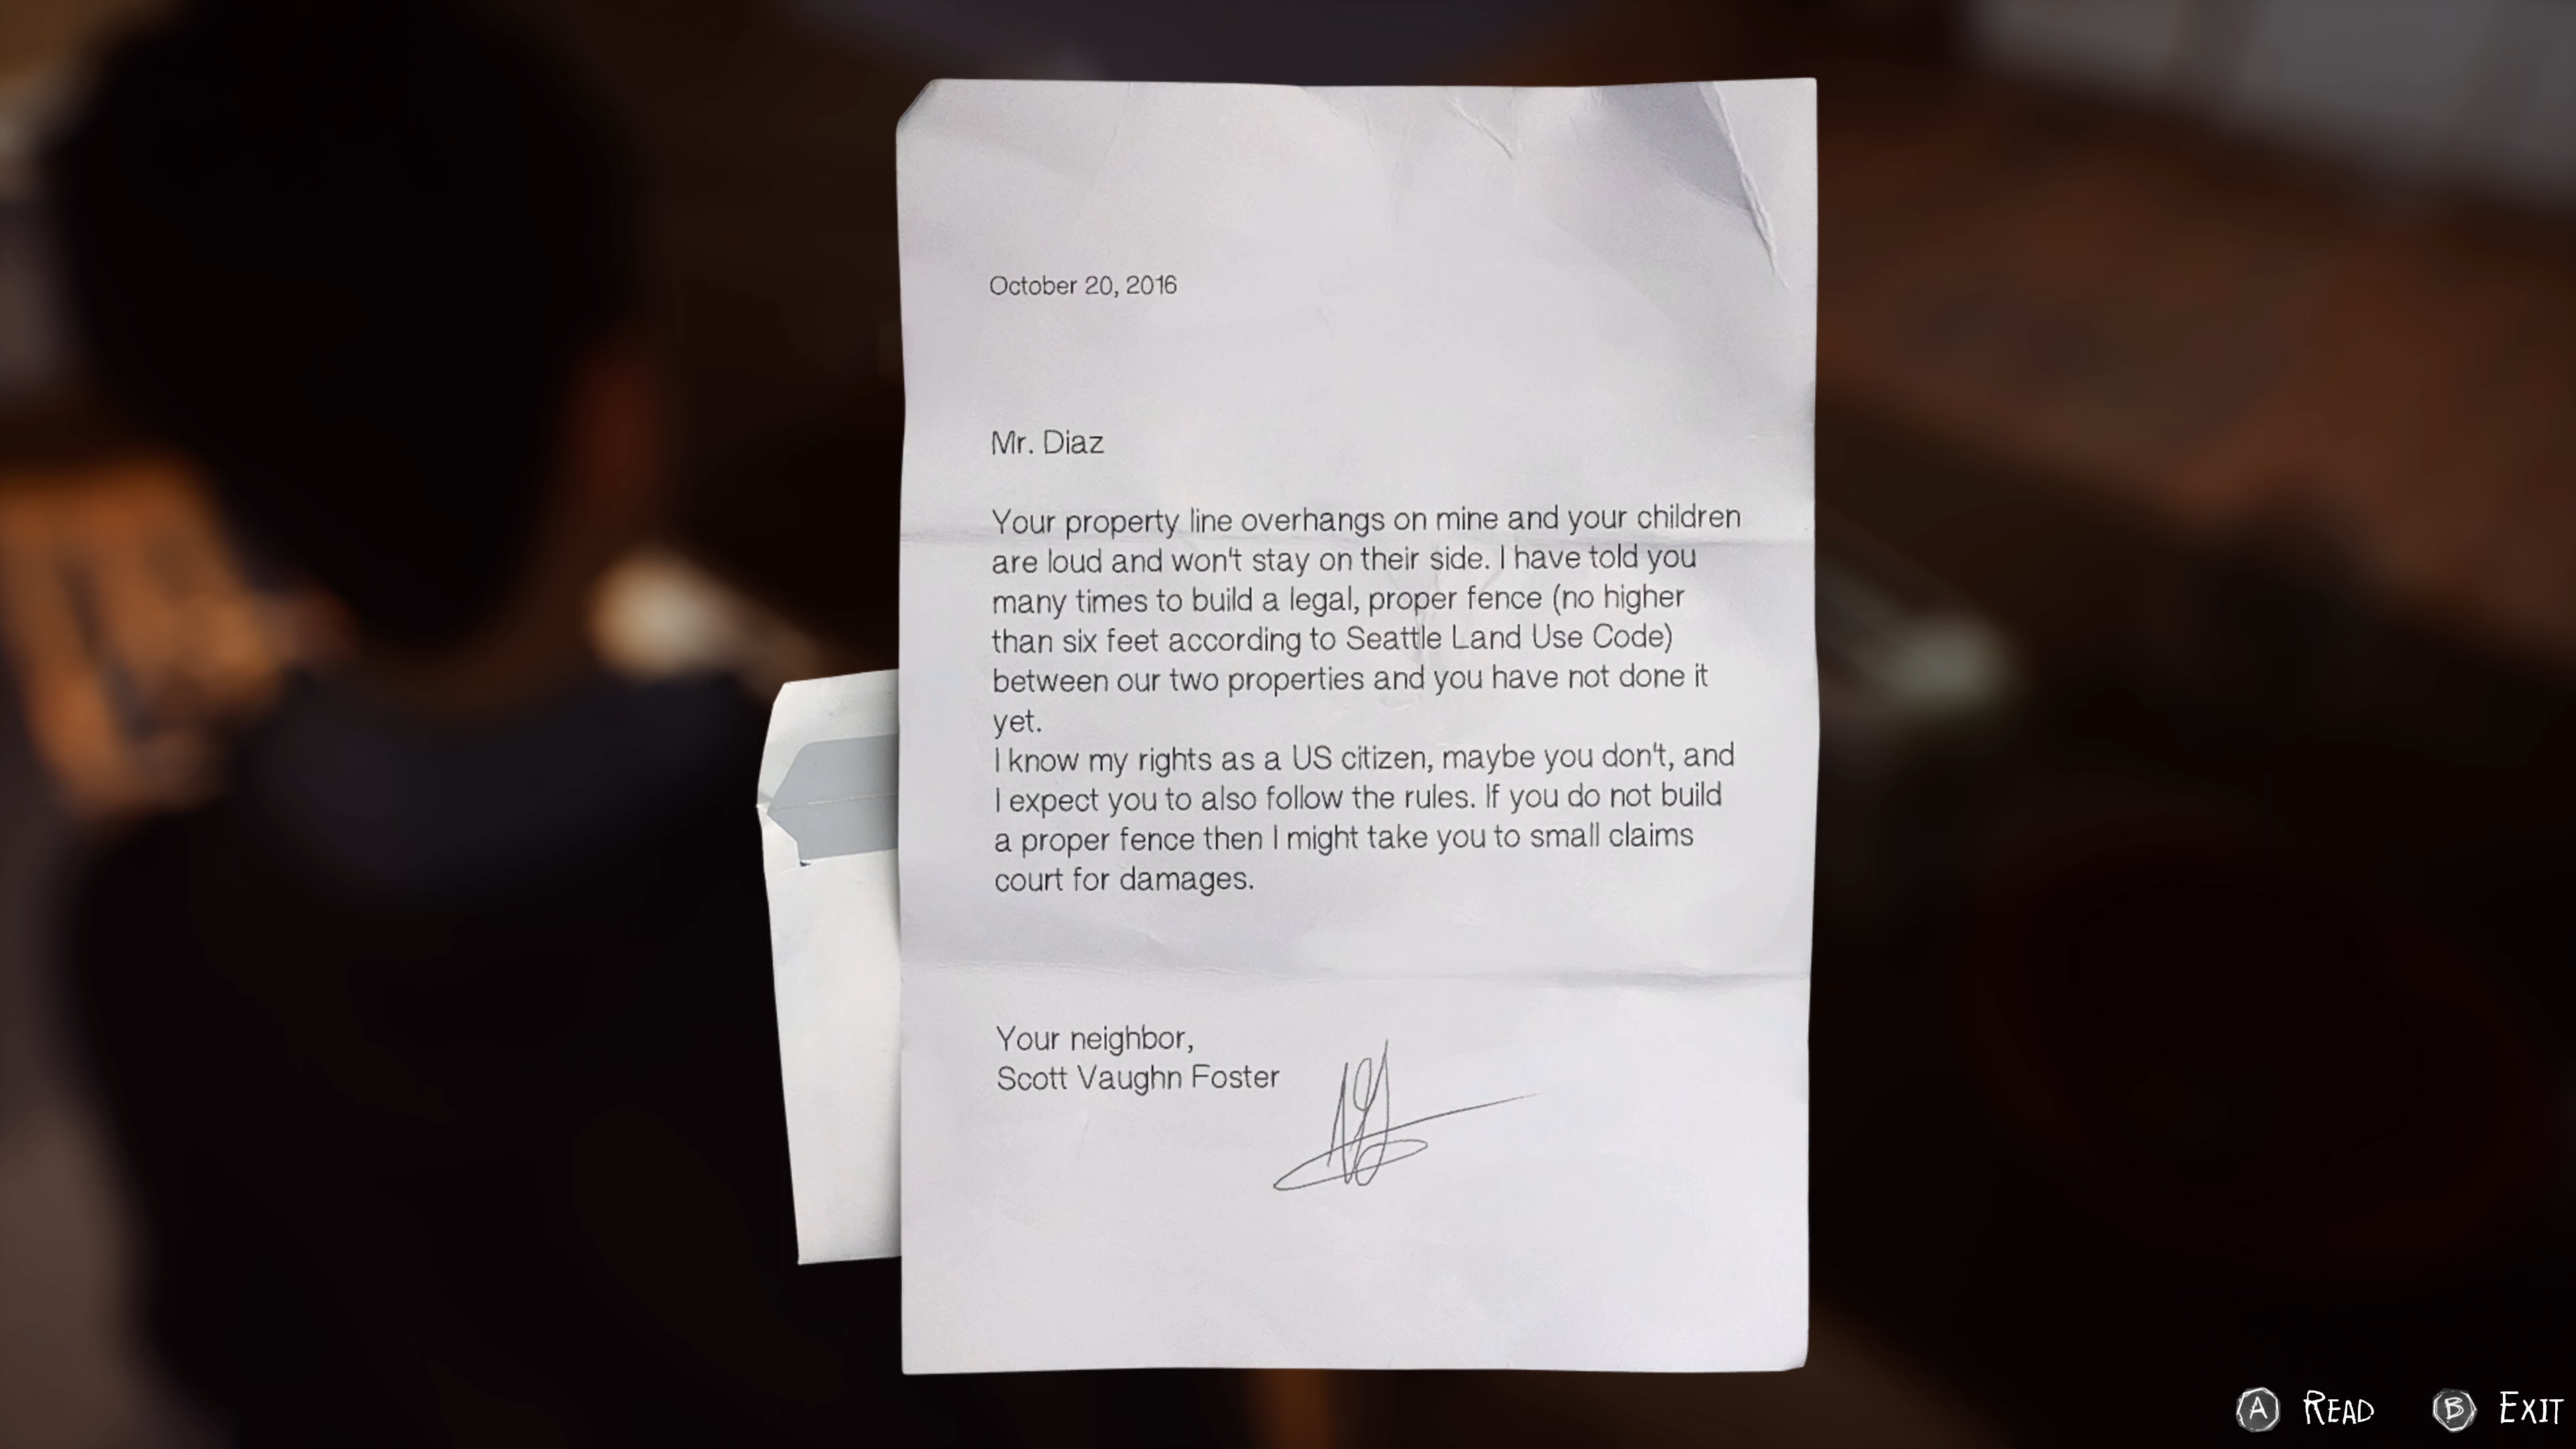 October 20, 2016
Mr. Diaz
Your property line overhangs on mine and your children
are loud and won't stay on their side. I have told you
many times to build a legal, proper fence (no higher
than six feet according to Seattle Land Use Code)
between our two properties and you have not done it
yet.
I know my rights as a US citizen, maybe you don't, and
I expect you to also follow the rules. If you do not build
a proper fence then I might take you to small claims
court for damages.
Your neighbor,
Scott Vaughn Foster
A READ B EXIT